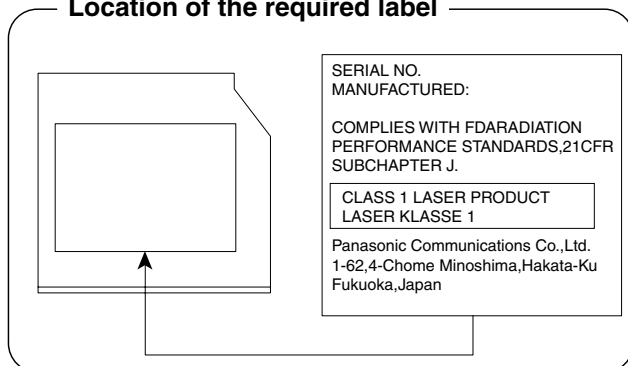 Location of the required label
SERIAL NO.
MANUFACTURED:
COMPLIES WITH FDARADIATION
PERFORMANCE STANDARDS,21CFR
SUBCHAPTER J.
CLASS 1 LASER PRODUCT
LASER KLASSE 1
Panasonic Communications Co.,Ltd.
1-62,4-Chome Minoshima,Hakata-Ku
Fukuoka,Japan